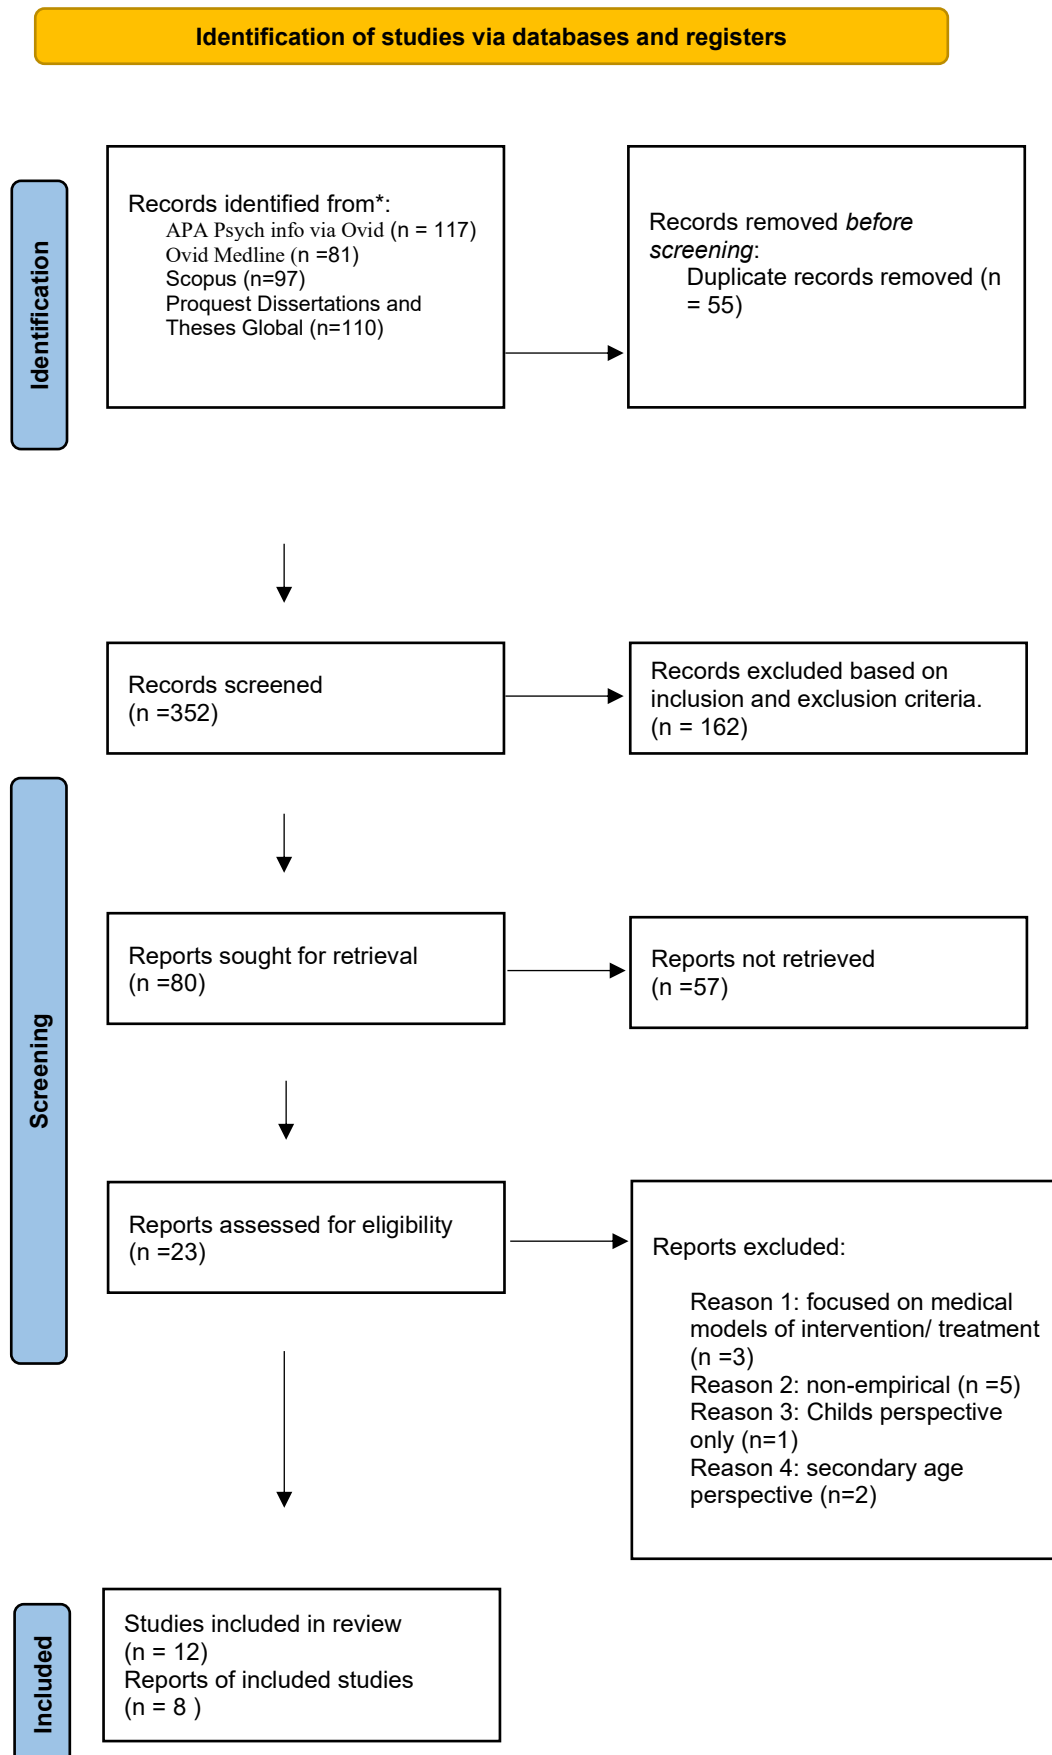 Identification of studies via databases and registers
Identification
Records identified from*:
APA Psych info via Ovid (n = 117)
Ovid Medline (n =81)
Scopus (n=97)
Proquest Dissertations and
Theses Global (n=110)
Records removed before
screening:
Duplicate records removed (n
= 55)
Records screened
(n =352)
Records excluded based on
inclusion and exclusion criteria.
(n = 162)
Screening
Reports sought for retrieval
(n =80)
Reports not retrieved
(n =57)
Reports assessed for eligibility
(n =23)
Reports excluded:
Reason 1: focused on medical
models of intervention/ treatment
(n =3)
Reason 2: non-empirical (n =5)
Reason 3: Childs perspective
only (n=1)
Reason 4: secondary age
perspective (n=2)
Included
Studies included in review
(n = 12)
Reports of included studies
(n = 8 )